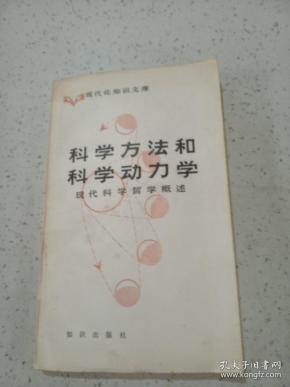 现代化知识文库
科学方法和
科学动力学
现代科学哲学概述
知识出版社
孔夫子旧书网